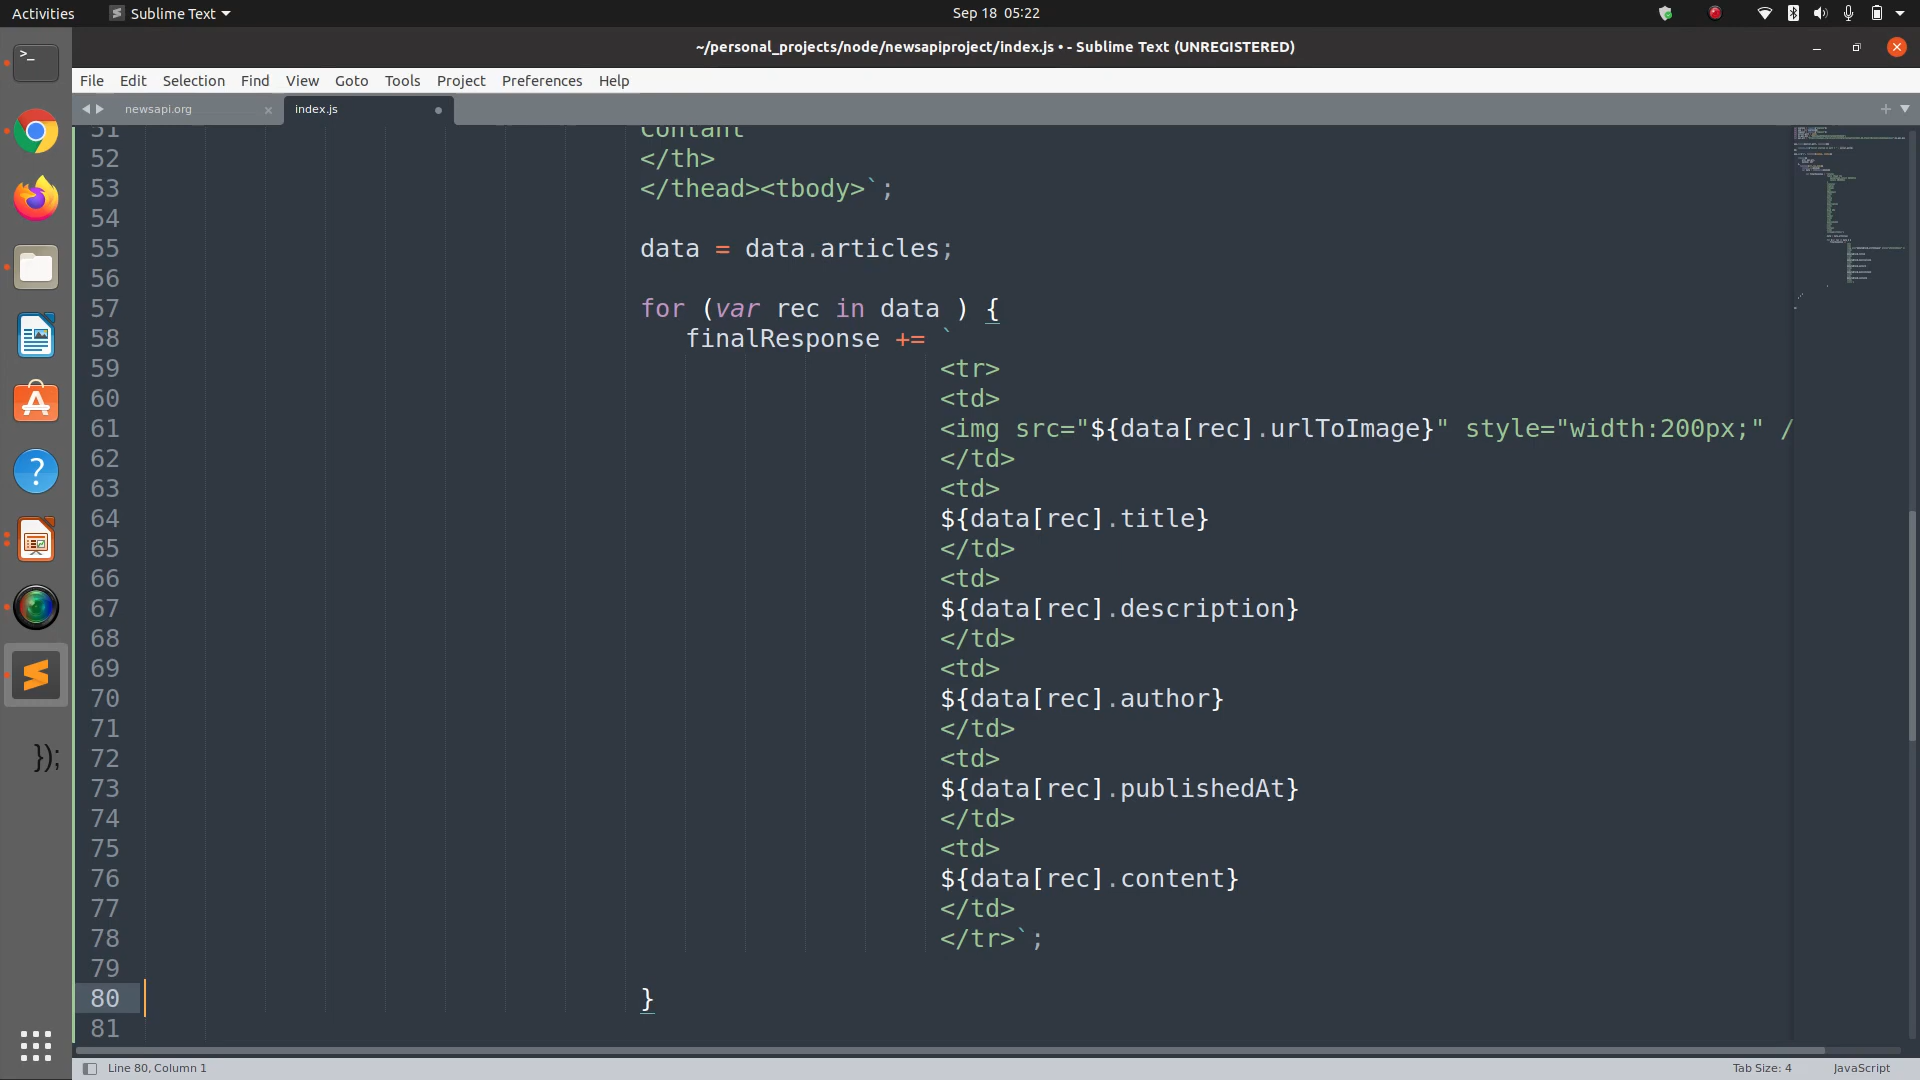 Activities
Sublime Text
Sep 18 05:22
~/personal_projects/node/newsapiproject/index.js • - Sublime Text (UNREGISTERED)
File Edit Selection Find View Goto Tools Project Preferences Help
newsapi.org ×
index.js
51 Contant
52 </th>
53 </thead><tbody>`;
54
55 data = data.articles;
56
57 for (var rec in data ) {
58 finalResponse += `
59 <tr>
60 <td>
61 <img src="${data[rec].urlToImage}" style="width:200px;" /
62 </td>
63 <td>
64 ${data[rec].title}
65 </td>
66 <td>
67 ${data[rec].description}
68 </td>
69 <td>
70 ${data[rec].author}
71 </td>
72 <td>
73 ${data[rec].publishedAt}
74 </td>
75 <td>
76 ${data[rec].content}
77 </td>
78 </tr>`;
79
80 }
81
});
Line 80, Column 1
Tab Size: 4
JavaScript